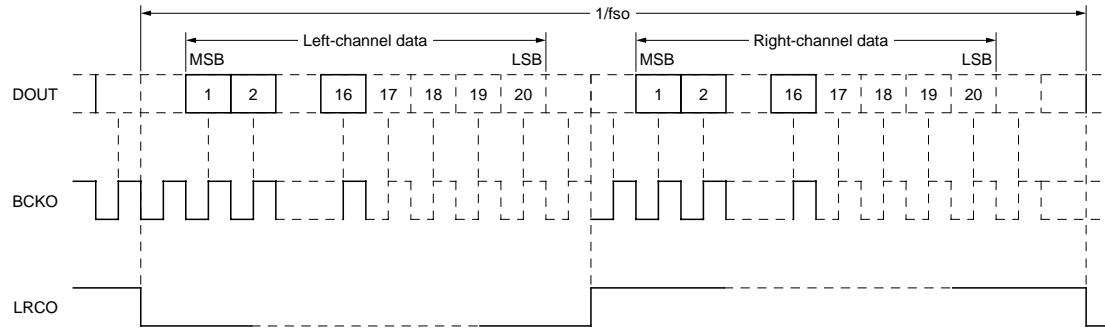 1/fso
Left-channel data
Right-channel data
MSB
LSB
MSB
LSB
DOUT
1 2 16 17 18 19 20 1 2 16 17 18 19 20
BCKO
LRCO